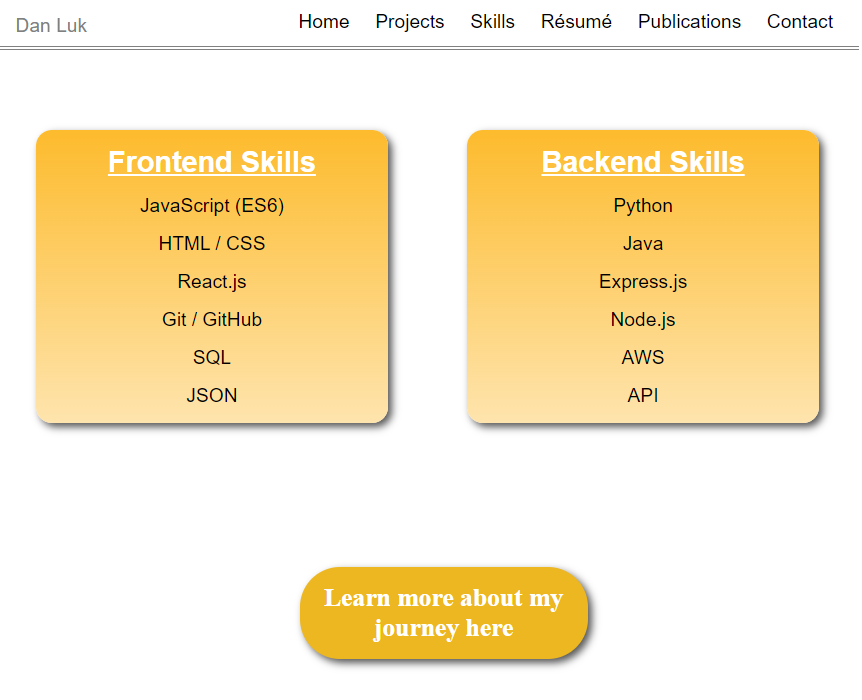 Dan Luk
Home Projects Skills Résumé Publications Contact
Frontend Skills
JavaScript (ES6)
HTML / CSS
React.js
Git / GitHub
SQL
JSON
Backend Skills
Python
Java
Express.js
Node.js
AWS
API
Learn more about my
journey here